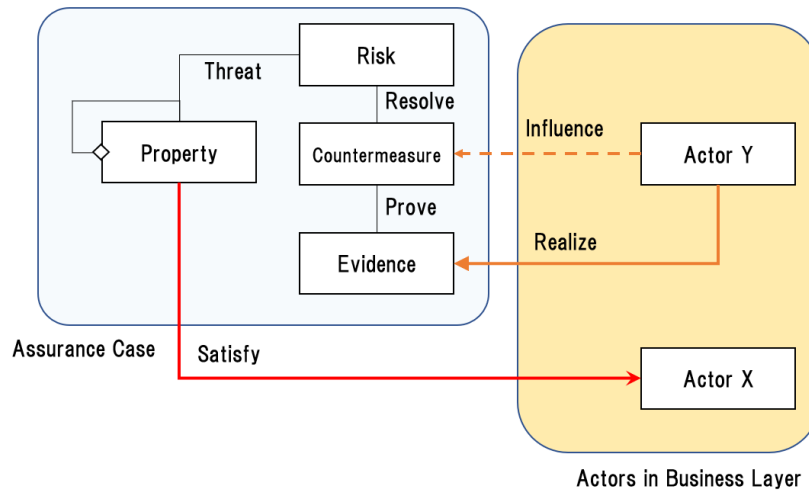 Risk
Threat
Resolve
Property
Countermeasure
Influence
Actor Y
Prove
Evidence
Realize
Assurance Case
Satisfy
Actor X
Actors in Business Layer